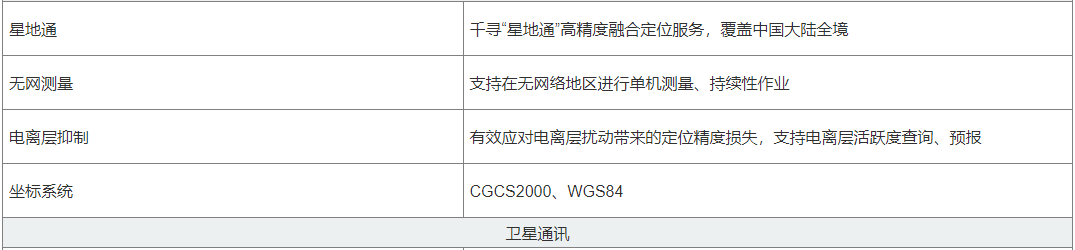 星地通
千寻“星地通”高精度融合定位服务，覆盖中国大陆全境
无网测量
支持在无网络地区进行单机测量、持续性作业
电离层抑制
有效应对电离层扰动带来的定位精度损失，支持电离层活跃度查询、预报
坐标系统
CGCS2000、WGS84
卫星通讯